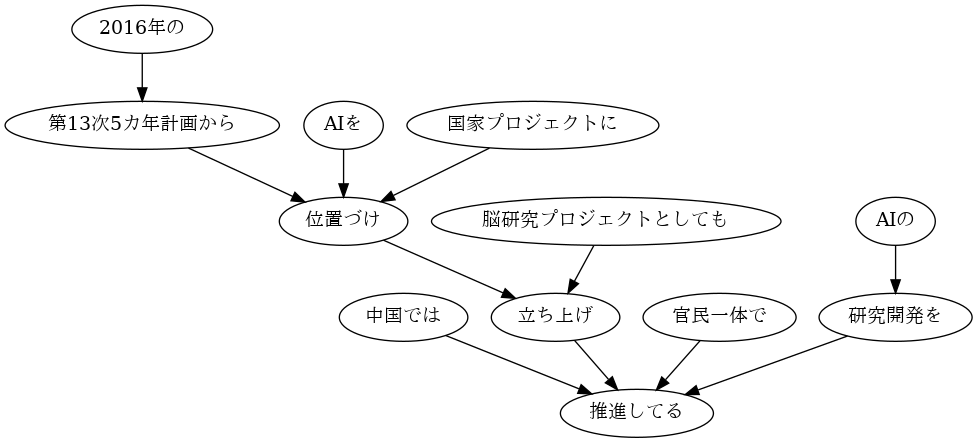 2016年の
第13次5カ年計画から
AIを
国家プロジェクトに
位置づけ
脳研究プロジェクトとしても
AIの
中国では
立ち上げ
官民一体で
研究開発を
推進してる